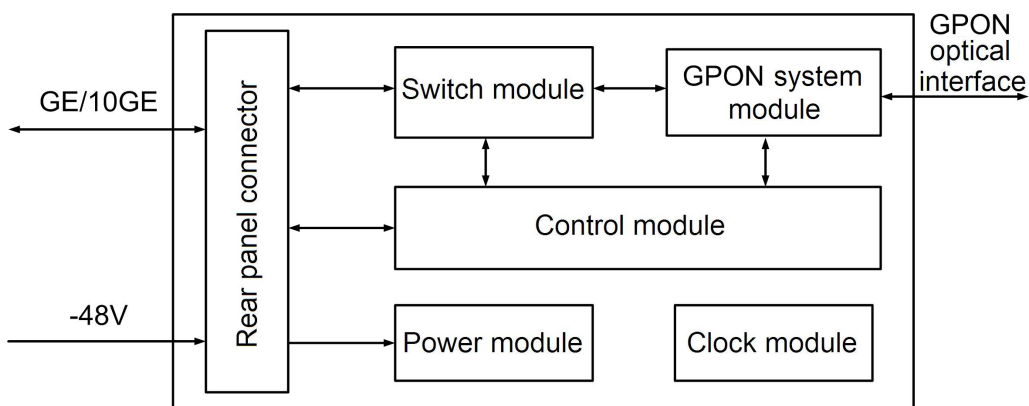 GPON
optical
interface
GE/10GE
Rear panel connector
Switch module
GPON system
module
Control module
-48V
Power module
Clock module